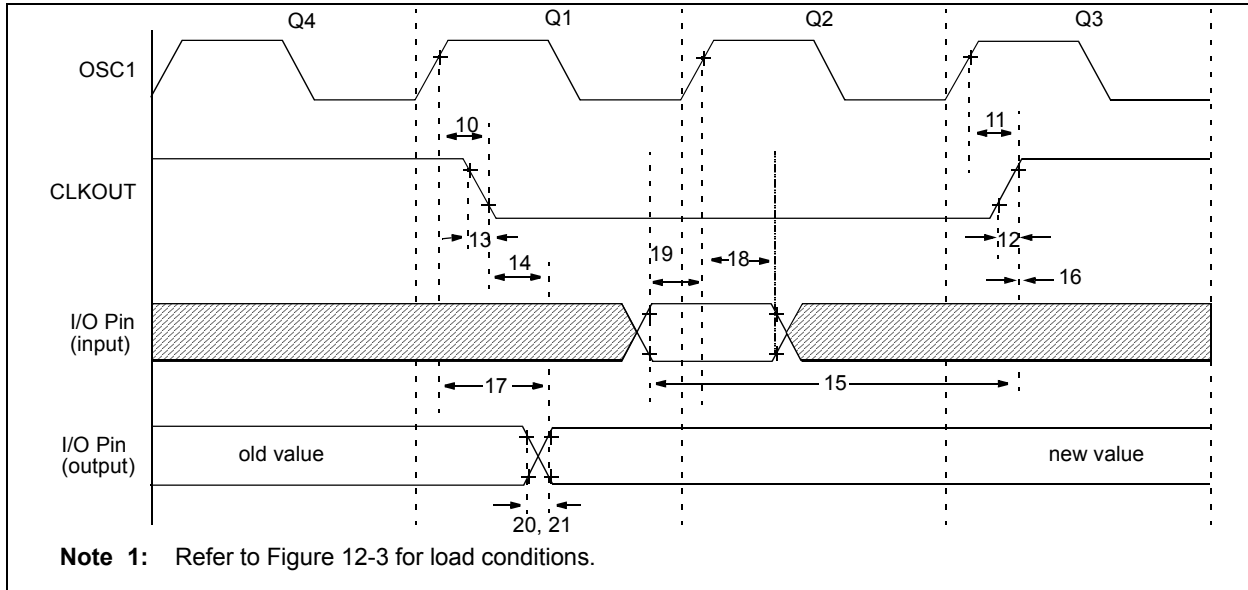 Q4 Q1 Q2 Q3
OSC1
10 11
CLKOUT
13 12
14 19 18 16
I/O Pin
(input)
17 15
I/O Pin
(output)
old value new value
20, 21
Note 1: Refer to Figure 12-3 for load conditions.